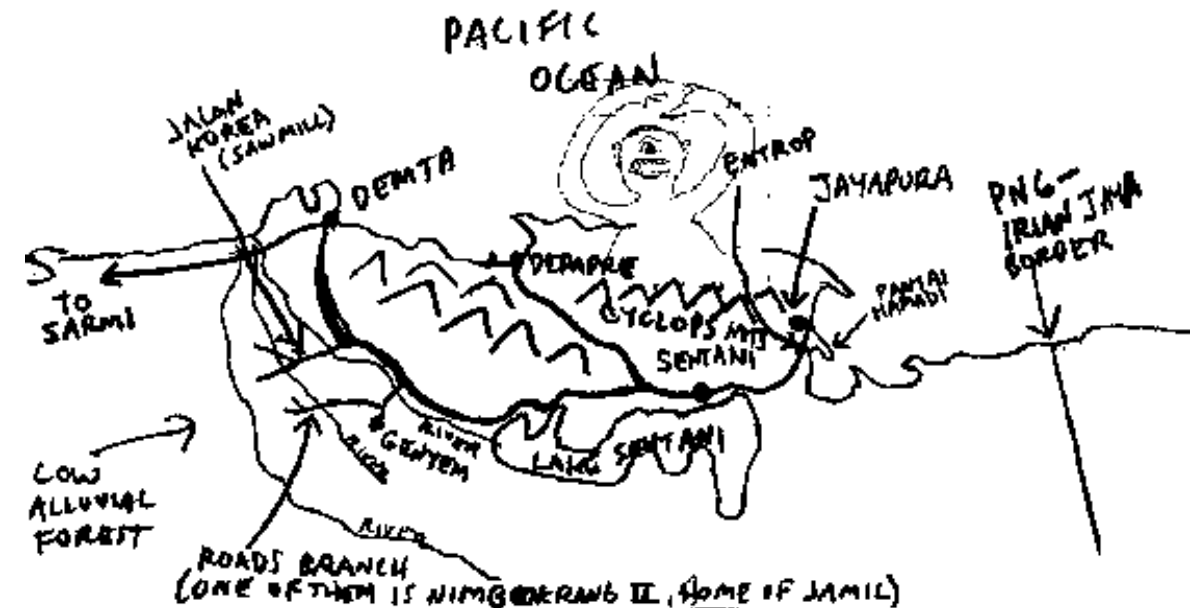 PACIFIC
OCEAN
JALAN
KOREA
(SAWMILL)
DEMTA
ENTROP
JAYAPURA
PNG-
IRIAN JAYA
BORDER
DEPAPRE
PANTAI
HAMADI
TO
SARMI
CYCLOPS MTS
SENTANI
GENYEM
RIVER
LAKE SENTANI
RIVER
LOW
ALLUVIAL
FOREST
RIVER
ROADS BRANCH
(ONE OF THEM IS NIMBOKRANG II, HOME OF JAMIL)